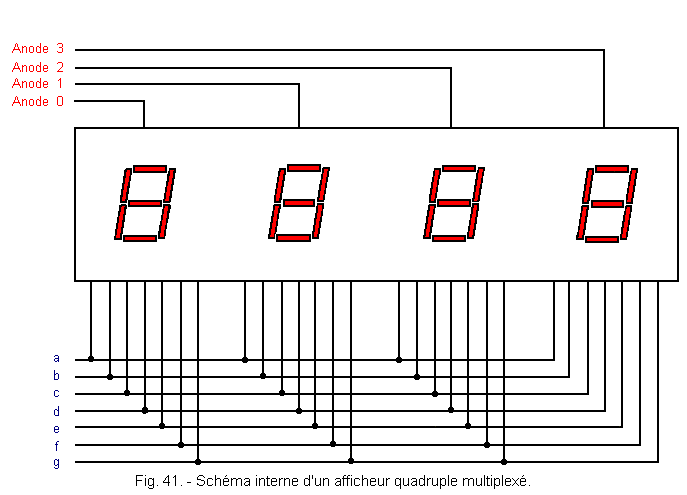 Anode 3
Anode 2
Anode 1
Anode 0
a
b
c
d
e
f
g
Fig. 41. - Schéma interne d'un afficheur quadruple multiplexé.